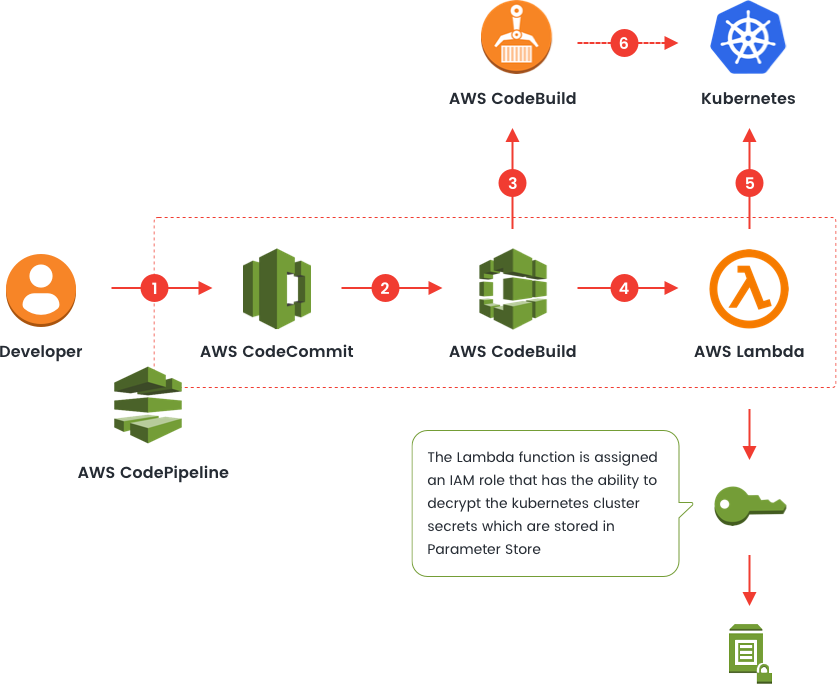 6
AWS CodeBuild
Kubernetes
3
5
1
2
4
Developer
AWS CodeCommit
AWS CodeBuild
AWS Lambda
AWS CodePipeline
The Lambda function is assigned
an IAM role that has the ability to
decrypt the kubernetes cluster
secrets which are stored in
Parameter Store